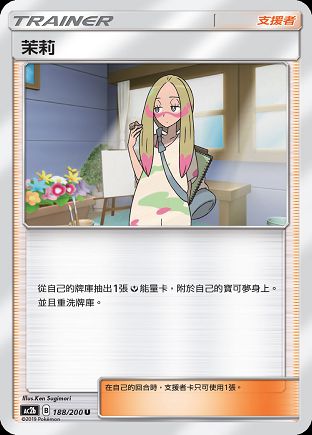 TRAINER 支援者
茉莉
從自己的牌庫抽出1張能量卡，附於自己的寶可夢身上。
並且重洗牌庫。
Illus.Ken Sugimori
AC2b B 188/200 U
©2019 Pokémon
在自己的回合時，支援者卡只可使用1張。